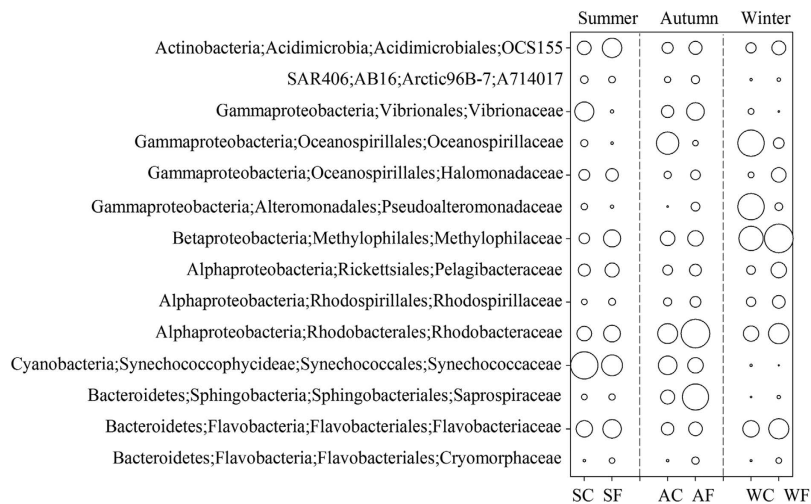 Summer Autumn Winter
Actinobacteria;Acidimicrobia;Acidimicrobiales;OCS155
SAR406;AB16;Arctic96B-7;A714017
Gammaproteobacteria;Vibrionales;Vibrionaceae
Gammaproteobacteria;Oceanospirillales;Oceanospirillaceae
Gammaproteobacteria;Oceanospirillales;Halomonadaceae
Gammaproteobacteria;Alteromonadales;Pseudoalteromonadaceae
Betaproteobacteria;Methylophilales;Methylophilaceae
Alphaproteobacteria;Rickettsiales;Pelagibacteraceae
Alphaproteobacteria;Rhodospirillales;Rhodospirillaceae
Alphaproteobacteria;Rhodobacterales;Rhodobacteraceae
Cyanobacteria;Synechococcophycideae;Synechococcales;Synechococcaceae
Bacteroidetes;Sphingobacteria;Sphingobacteriales;Saprospiraceae
Bacteroidetes;Flavobacteria;Flavobacteriales;Flavobacteriaceae
Bacteroidetes;Flavobacteria;Flavobacteriales;Cryomorphaceae
SC SF AC AF WC WF